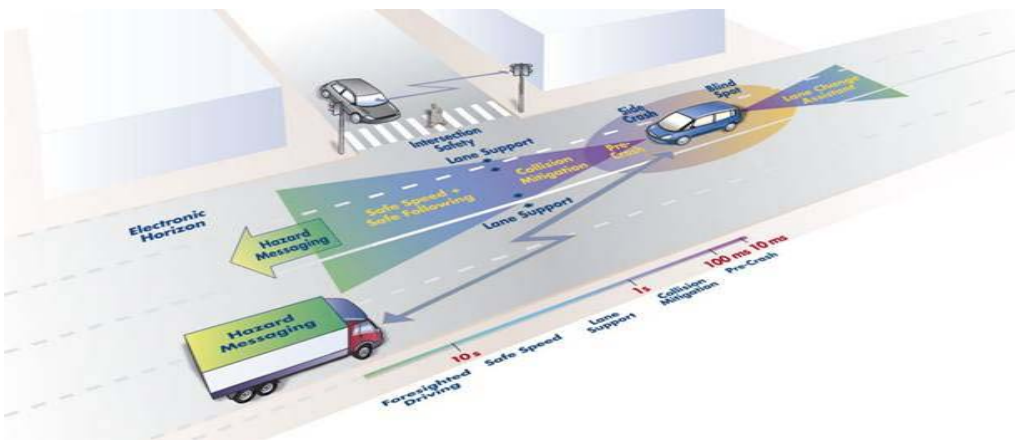 Intersection
Safety
Lane Support
Side
Crash
Blind
Spot
Lane Change
Assistant
Pre-
Crash
Collision
Mitigation
Safe Speed +
Safe Following
Lane Support
Electronic
Horizon
Hazard
Messaging
Hazard
Messaging
10s
1s
100 ms 10 ms
Foresighted
Driving
Safe Speed
Lane
Support
Collision
Mitigation
Pre-Crash